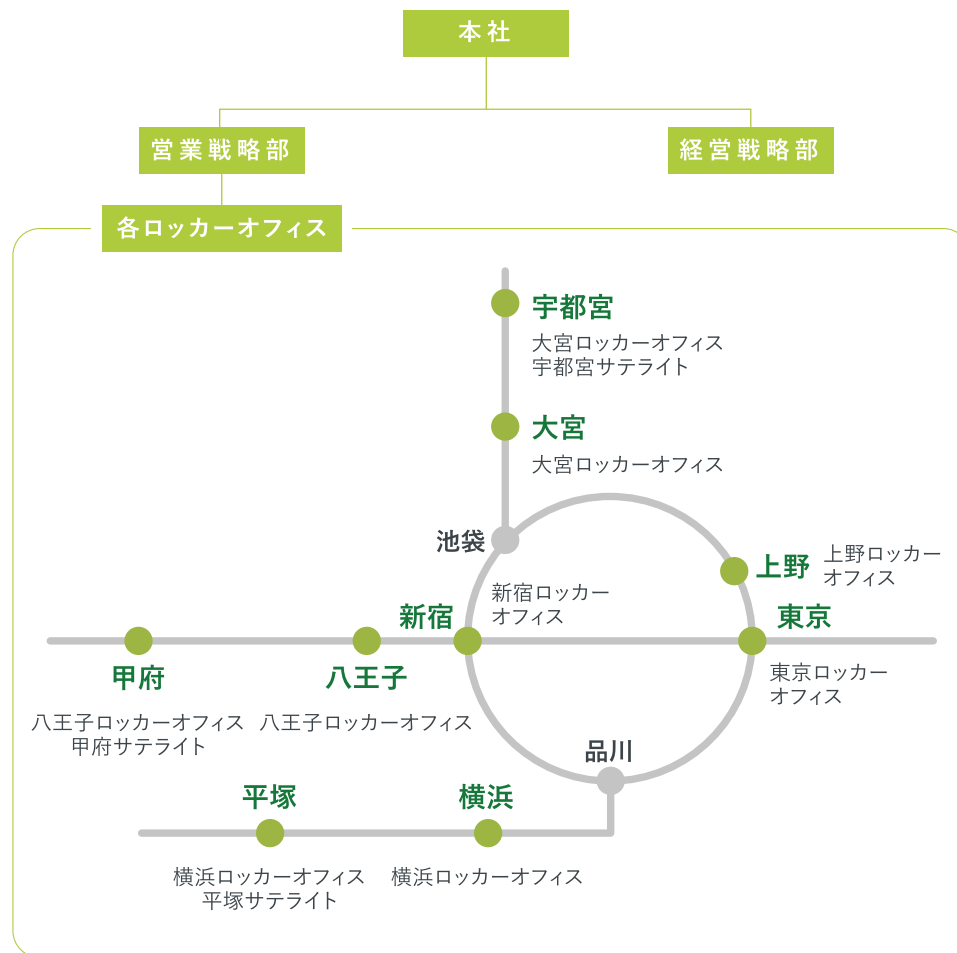 本社
営業戦略部
経営戦略部
各ロッカーオフィス
宇都宮
大宮ロッカーオフィス
宇都宮サテライト
大宮
大宮ロッカーオフィス
池袋
上野
上野ロッカー
オフィス
新宿
新宿ロッカー
オフィス
東京
東京ロッカー
オフィス
甲府
八王子ロッカーオフィス
甲府サテライト
八王子
八王子ロッカーオフィス
品川
平塚
横浜ロッカーオフィス
平塚サテライト
横浜
横浜ロッカーオフィス